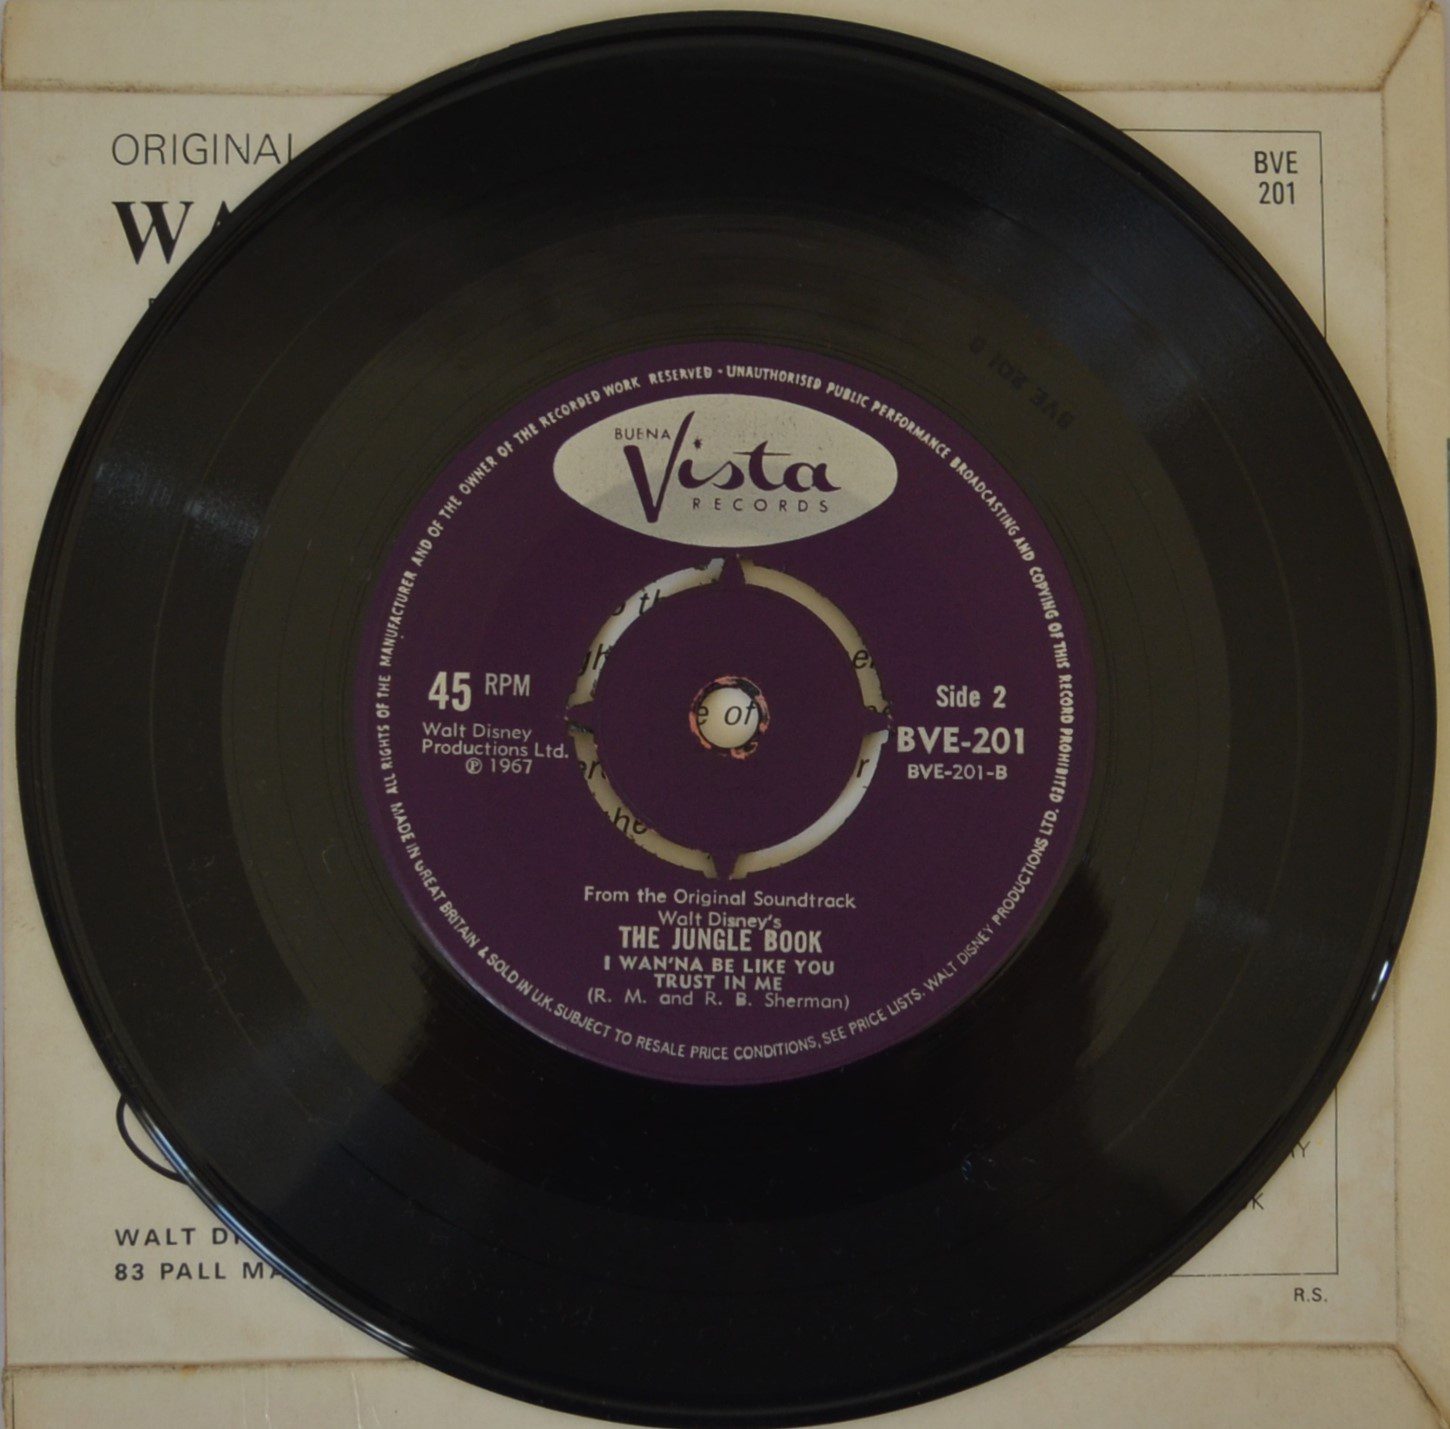 ORIGINAL
WA
BVE
201
ALL RIGHTS OF THE MANUFACTURER AND OF THE OWNER OF THE RECORDED WORK RESERVED - UNAUTHORISED PUBLIC PERFORMANCE BROADCASTING AND COPYING OF THIS RECORD PROHIBITED.
BVE 201 B
BUENA
Vista
RECORDS
45 RPM
Walt Disney
Productions Ltd.
℗ 1967
e of
Side 2
BVE-201
BVE-201-B
From the Original Soundtrack
Walt Disney's
THE JUNGLE BOOK
I WAN'NA BE LIKE YOU
TRUST IN ME
(R. M. and R. B. Sherman)
MADE IN GREAT BRITAIN & SOLD IN U.K. SUBJECT TO RESALE PRICE CONDITIONS, SEE PRICE LISTS. WALT DISNEY PRODUCTIONS LTD.
WALT DI
83 PALL MA
R.S.